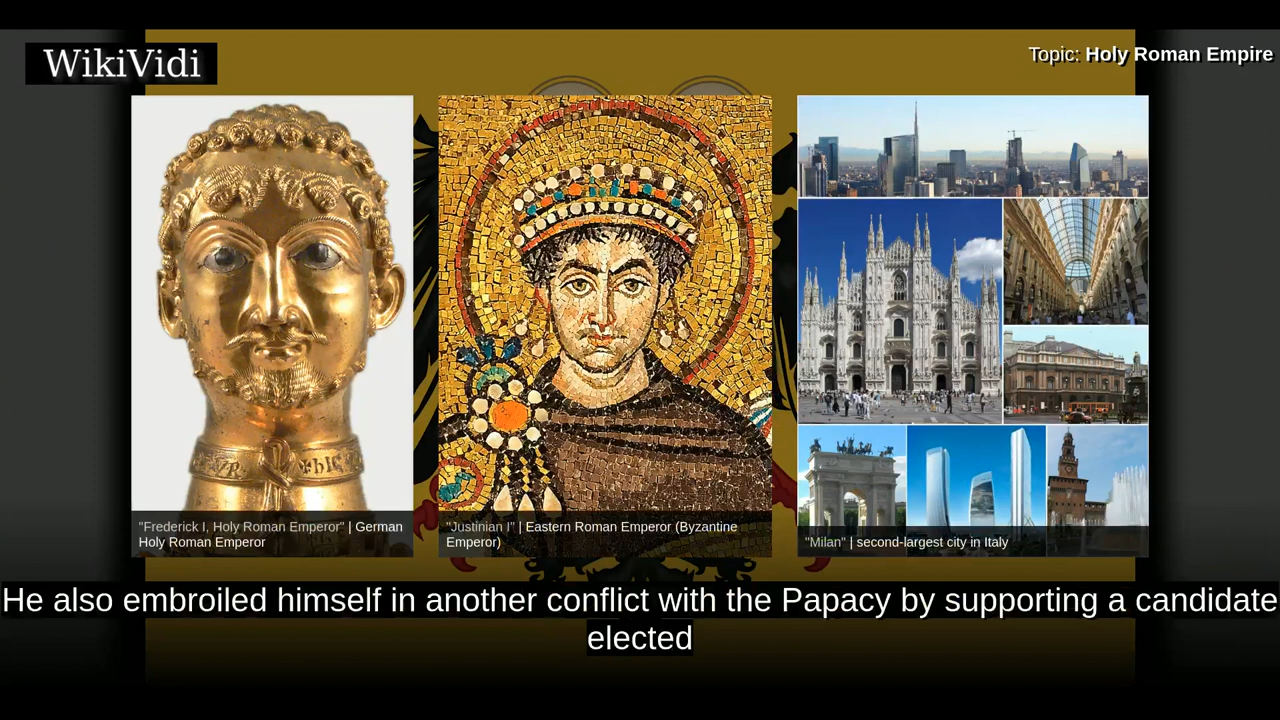 WikiVidi
Topic: Holy Roman Empire
"Frederick I, Holy Roman Emperor" | German
Holy Roman Emperor
"Justinian I" | Eastern Roman Emperor (Byzantine
Emperor)
"Milan" | second-largest city in Italy
He also embroiled himself in another conflict with the Papacy by supporting a candidate
elected